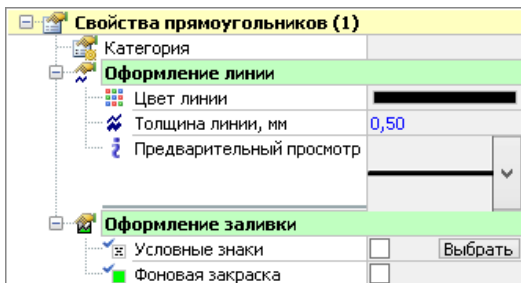 Свойства прямоугольников (1)
Категория
Оформление линии
Цвет линии
Толщина линии, мм 0,50
Предварительный просмотр
Оформление заливки
Условные знаки Выбрать
Фоновая закраска